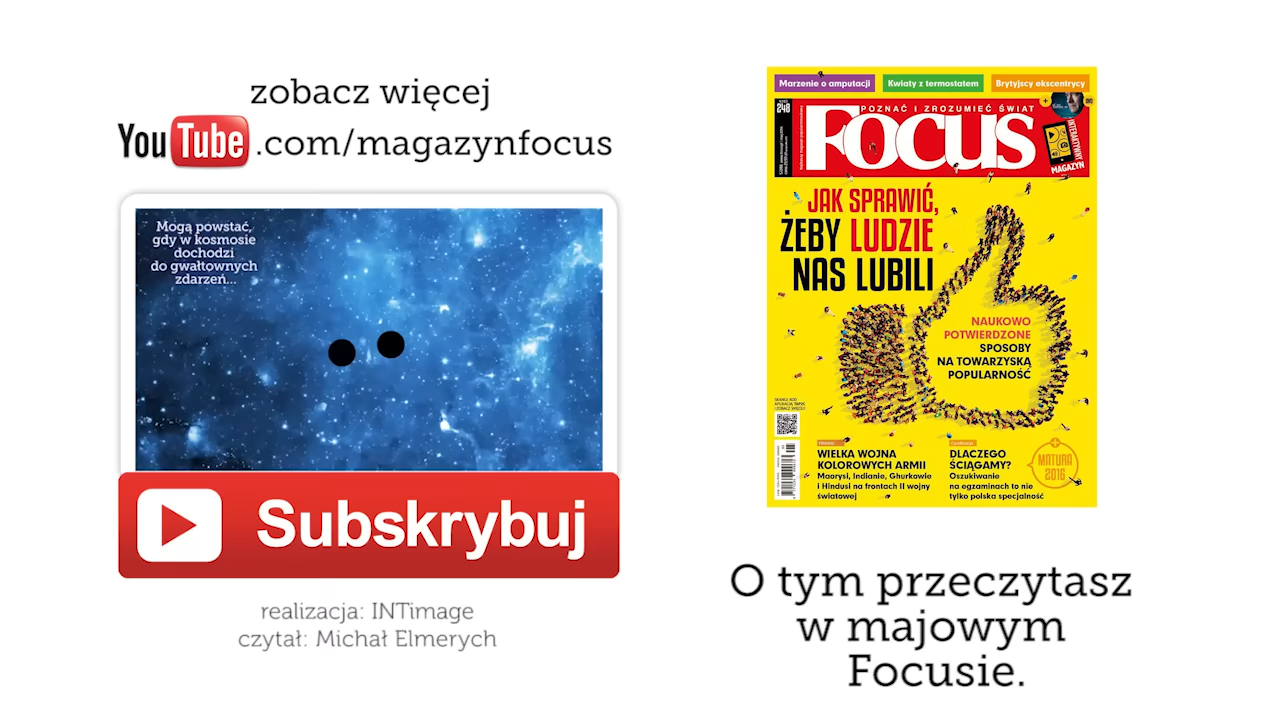 zobacz więcej
YouTube.com/magazynfocus
Mogą powstać,
gdy w kosmosie
dochodzi
do gwałtownych
zdarzeń...
Subskrybuj
realizacja: INTimage
czytał: Michał Elmerych
Marzenie o amputacji
Kwiaty z termostatem
Brytyjscy ekscentrycy
248
POZNAĆ I ZROZUMIEĆ ŚWIAT
FOCUS
INTERAKTYWNY
MAGAZYN
JAK SPRAWIĆ,
ŻEBY LUDZIE
NAS LUBILI
NAUKOWO
POTWIERDZONE
SPOSOBY
NA TOWARZYSKĄ
POPULARNOŚĆ
WIELKA WOJNA
KOLOROWYCH ARMII
Maorysi, Indianie, Ghurkowie
i Hindusi na frontach II wojny
światowej
DLACZEGO
ŚCIĄGAMY?
Oszukiwanie
na egzaminach to nie
tylko polska specjalność
MATURA
2016
O tym przeczytasz
w majowym
Focusie.